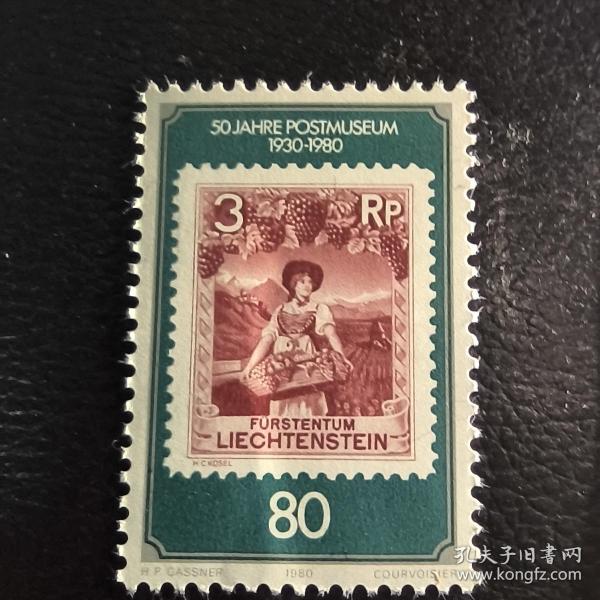 50 JAHRE POSTMUSEUM
1930-1980
3 RP
FÜRSTENTUM
LIECHTENSTEIN
H.C KOSEL
80
H. P. GASSNER 1980 COURVOISIER
孔夫子旧书网
www.kongfz.com